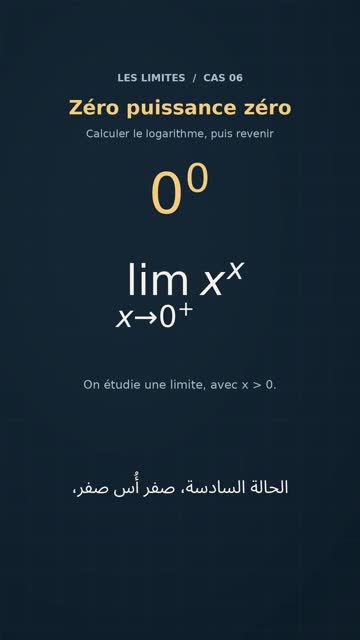 LES LIMITES / CAS 06
Zéro puissance zéro
Calculer le logarithme, puis revenir
0⁰
lim xˣ
x→0⁺
On étudie une limite, avec x > 0.
الحالة السادسة، صفر أُس صفر،